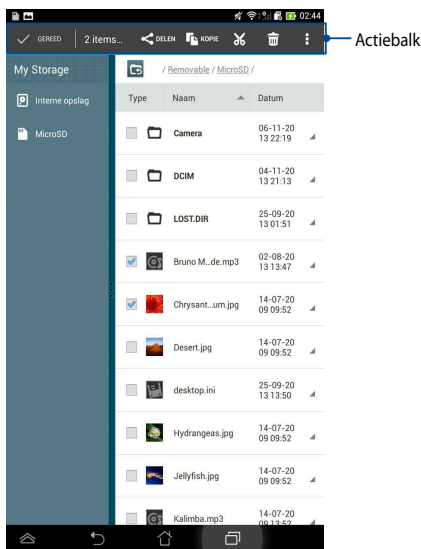 02:44
GEREED 2 items... DELEN KOPIE
Actiebalk
My Storage
/ Removable / MicroSD /
Interne opslag
MicroSD
Type Naam Datum
Camera 06-11-20
13 22:19
DCIM 04-11-20
13 21:13
LOST.DIR 25-09-20
13 01:51
Bruno M...de.mp3 02-08-20
13 13:47
Chrysant...um.jpg 14-07-20
09 09:52
Desert.jpg 14-07-20
09 09:52
desktop.ini 25-09-20
13 13:50
Hydrangeas.jpg 14-07-20
09 09:52
Jellyfish.jpg 14-07-20
09 09:52
Kalimba.mp3 14-07-20
09 13:52